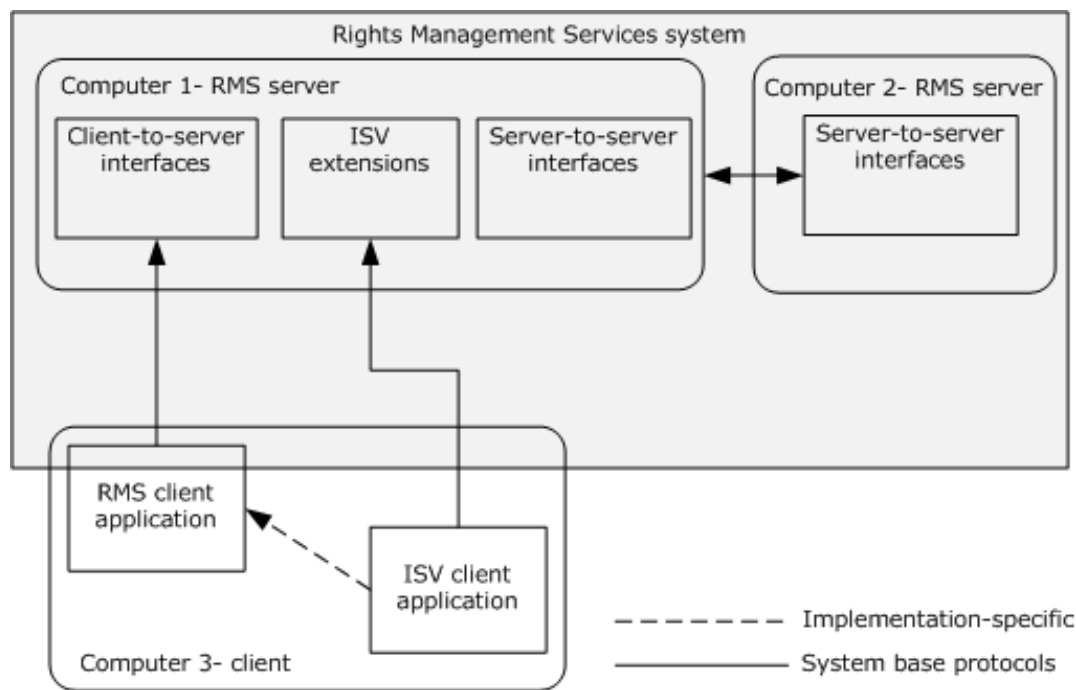 Rights Management Services system
Computer 1- RMS server
Client-to-server
interfaces
ISV
extensions
Server-to-server
interfaces
Computer 2- RMS server
Server-to-server
interfaces
RMS client
application
ISV client
application
Computer 3- client
Implementation-specific
System base protocols